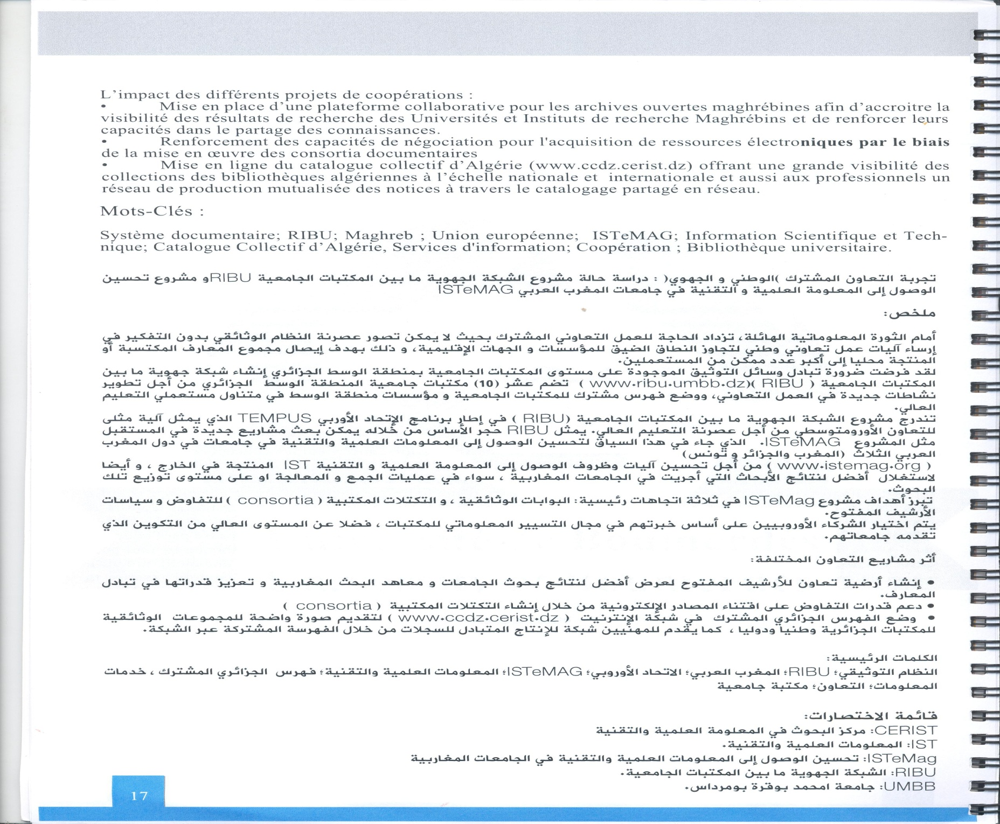 L'impact des différents projets de coopérations :
• Mise en place d'une plateforme collaborative pour les archives ouvertes maghrébines afin d'accroitre la
visibilité des résultats de recherche des Universités et Instituts de recherche Maghrébins et de renforcer leurs
capacités dans le partage des connaissances.
• Renforcement des capacités de négociation pour l'acquisition de ressources électroniques par le biais
de la mise en œuvre des consortia documentaires
• Mise en ligne du catalogue collectif d'Algérie (www.ccdz.cerist.dz) offrant une grande visibilité des
collections des bibliothèques algériennes à l'échelle nationale et internationale et aussi aux professionnels un
réseau de production mutualisée des notices à travers le catalogage partagé en réseau.
Mots-Clés :
Système documentaire; RIBU; Maghreb ; Union européenne; ISTeMAG; Information Scientifique et Tech-
nique; Catalogue Collectif d'Algérie, Services d'information; Coopération ; Bibliothèque universitaire.
تجربة التعاون المشترك )الوطني و الجهوي( : دراسة حالة مشروع الشبكة الجهوية ما بين المكتبات الجامعية RIBUو مشروع تحسين
الوصول إلى المعلومة العلمية و التقنية في جامعات المغرب العربي ISTeMAG
ملخص:
أمام الثورة المعلوماتية الهائلة، تزداد الحاجة للعمل التعاوني المشترك بحيث لا يمكن تصور عصرنة النظام الوثائقي بدون التفكير في
إرساء آليات عمل تعاوني وطني لتجاوز النطاق الضيق للمؤسسات و الجهات الإقليمية، و ذلك بهدف إيصال مجموع المعارف المكتسبة أو
المنتجة محليا إلى أكبر عدد ممكن من المستعملين.
لقد فرضت ضرورة تبادل وسائل التوثيق الموجودة على مستوى المكتبات الجامعية بمنطقة الوسط الجزائري إنشاء شبكة جهوية ما بين
المكتبات الجامعية ( RIBU )(www.ribu.umbb.dz ) تضم عشر (10) مكتبات جامعية المنطقة الوسط الجزائري من أجل تطوير
نشاطات جديدة في العمل التعاوني، ووضع فهرس مشترك للمكتبات الجامعية و مؤسسات منطقة الوسط في متناول مستعملي التعليم
العالي.
تندرج مشروع الشبكة الجهوية ما بين المكتبات الجامعية (RIBU ) في إطار برنامج الإتحاد الأوربي TEMPUS الذي يمثل آلية مثلى
للتعاون الأورومتوسطي من أجل عصرنة التعليم العالي. يمثل RIBU حجر الأساس من خلاله يمكن بعث مشاريع جديدة في المستقبل
مثل المشروع ISTeMAG. الذي جاء في هذا السياق لتحسين الوصول إلى المعلومات العلمية والتقنية في جامعات في دول المغرب
العربي الثلاث (المغرب والجزائر و تونس)
( www.istemag.org ) من أجل تحسين آليات وظروف الوصول إلى المعلومة العلمية و التقنية IST المنتجة في الخارج ، و أيضا
لاستغلال أفضل لنتائج الأبحاث التي أجريت في الجامعات المغاربية ، سواء في عمليات الجمع و المعالجة او على مستوى توزيع تلك
البحوث.
تبرز أهداف مشروع ISTeMag في ثلاثة اتجاهات رئيسية: البوابات الوثائقية ، و التكتلات المكتبية ( consortia ) للتفاوض و سياسات
الأرشيف المفتوح.
يتم اختيار الشركاء الأوروبيين على أساس خبرتهم في مجال التسيير المعلوماتي للمكتبات ، فضلا عن المستوى العالي من التكوين الذي
تقدمه جامعاتهم.
أثر مشاريع التعاون المختلفة:
• إنشاء أرضية تعاون للأرشيف المفتوح لعرض أفضل لنتائج بحوث الجامعات و معاهد البحث المغاربية و تعزيز قدراتها في تبادل
المعارف.
• دعم قدرات التفاوض على اقتناء المصادر الإلكترونية من خلال إنشاء التكتلات المكتبية ( consortia )
• وضع الفهرس الجزائري المشترك في شبكة الإنترنيت ( www.ccdz.cerist.dz ) لتقديم صورة واضحة للمجموعات الوثائقية
للمكتبات الجزائرية وطنيا ودوليا ، كما يقدم للمهنيين شبكة للإنتاج المتبادل للسجلات من خلال الفهرسة المشتركة عبر الشبكة.
الكلمات الرئيسية:
النظام التوثيقي؛ RIBU؛ المغرب العربي؛ الاتحاد الأوروبي؛ ISTeMAG؛ المعلومات العلمية والتقنية؛ فهرس الجزائري المشترك ، خدمات
المعلومات؛ التعاون؛ مكتبة جامعية
قائمة الاختصارات:
CERIST: مركز البحوث في المعلومة العلمية والتقنية
IST: المعلومات العلمية والتقنية.
ISTeMag: تحسين الوصول إلى المعلومات العلمية والتقنية في الجامعات المغاربية
RIBU: الشبكة الجهوية ما بين المكتبات الجامعية.
UMBB: جامعة امحمد بوقرة بومرداس.
17